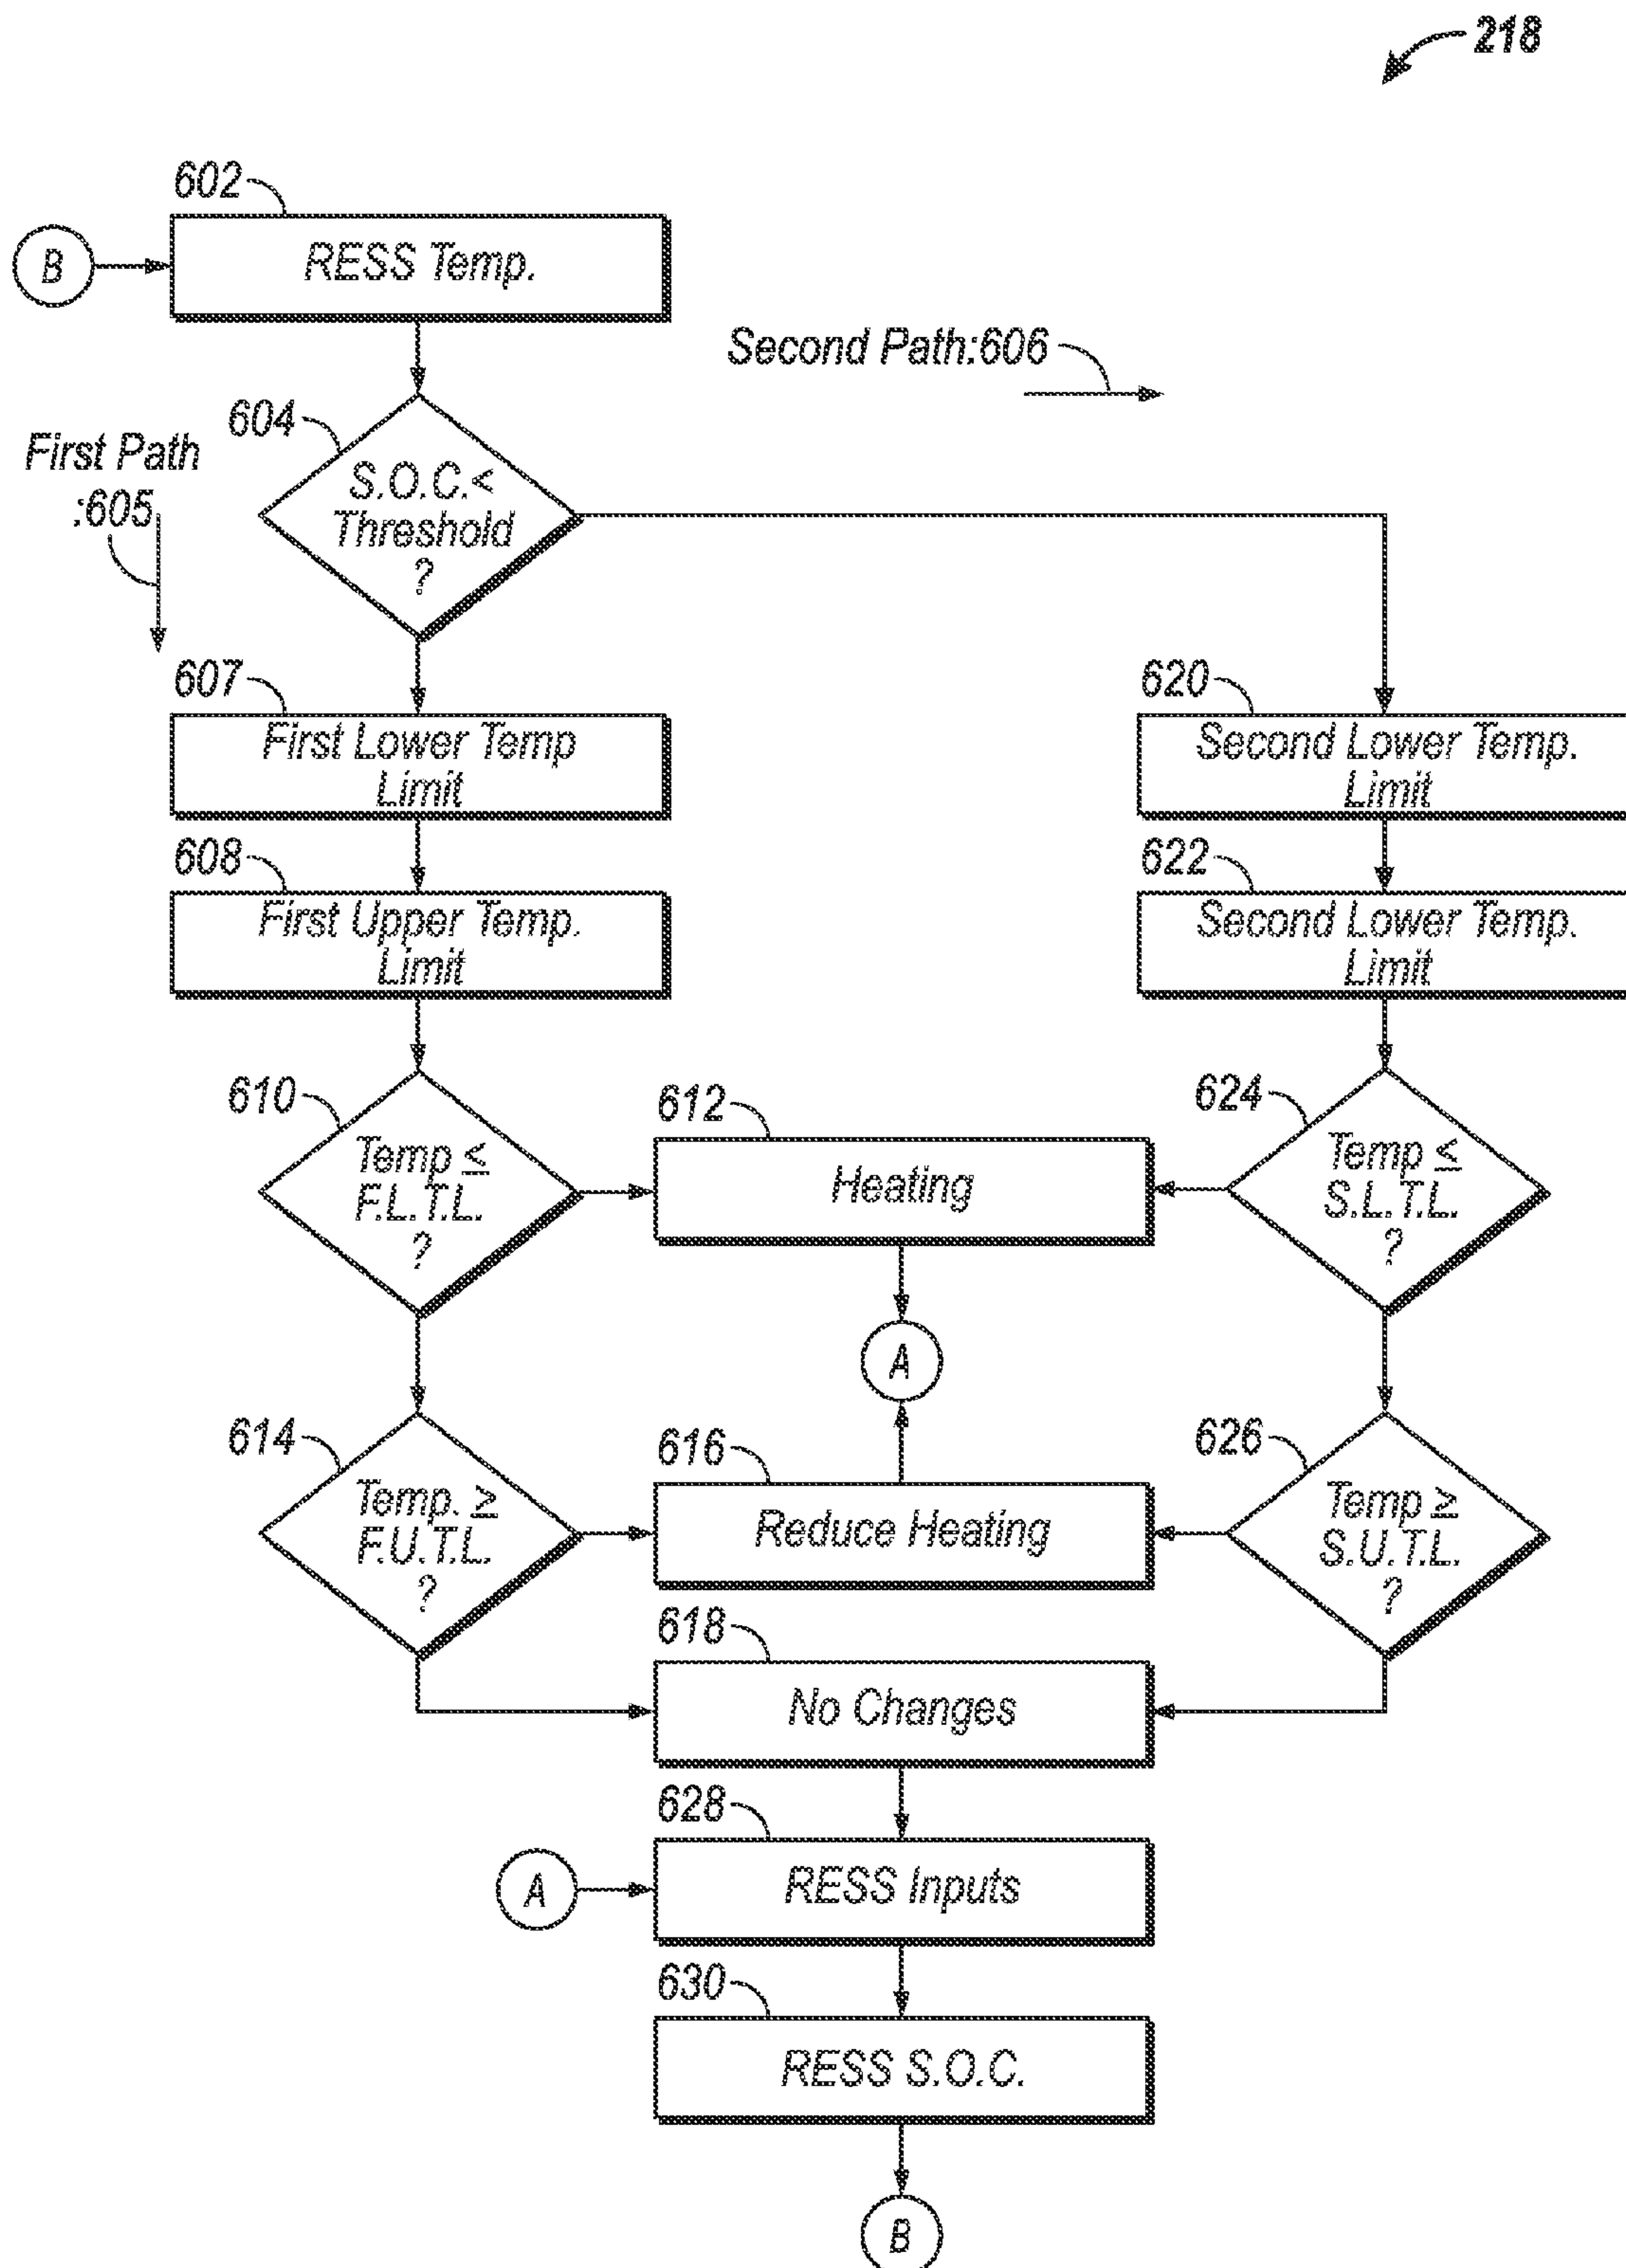 218
602
B
RESS Temp.
Second Path:606
604
First Path
:605
S.O.C.<
Threshold
?
607
First Lower Temp
Limit
620
Second Lower Temp.
Limit
608
First Upper Temp.
Limit
622
Second Lower Temp.
Limit
610
Temp ≤
F.L.T.L.
?
612
Heating
624
Temp ≤
S.L.T.L.
?
A
614
Temp. ≥
F.U.T.L.
?
616
Reduce Heating
626
Temp ≥
S.U.T.L.
?
618
No Changes
628
A
RESS Inputs
630
RESS S.O.C.
B